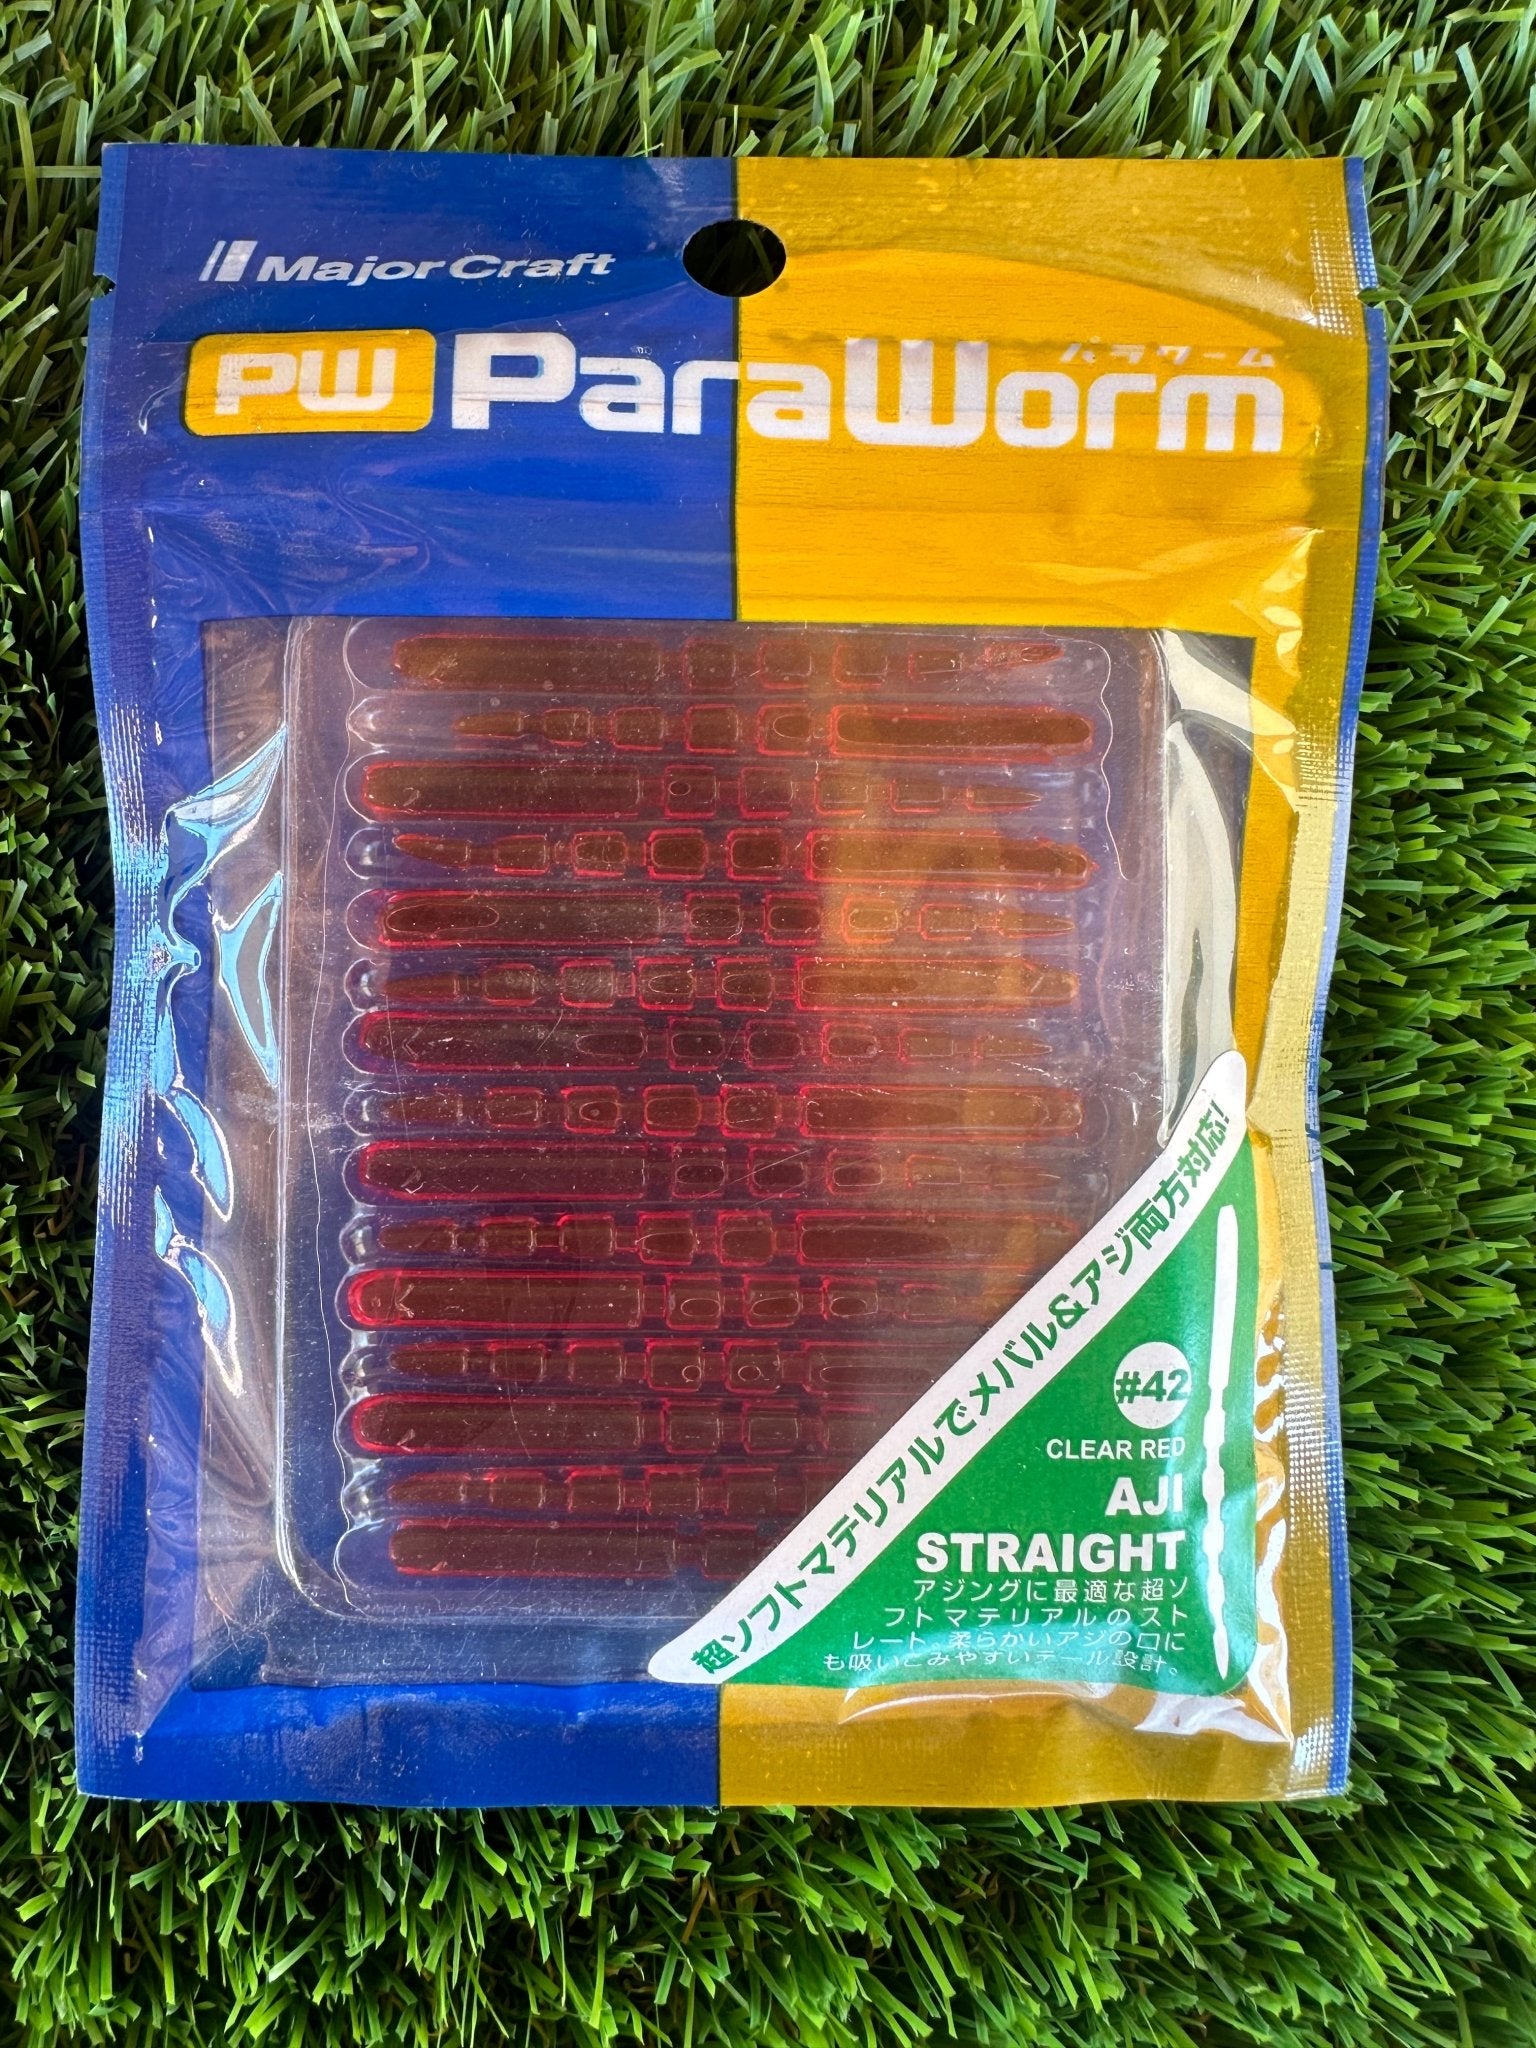 MajorCraft
パラワーム
PW ParaWorm
超ソフトマテリアルでメバル&アジ両方対応!
#42
CLEAR RED
AJI
STRAIGHT
アジングに最適な超ソ
フトマテリアルのスト
レート。柔らかいアジの口に
も吸いこみやすいテール設計。